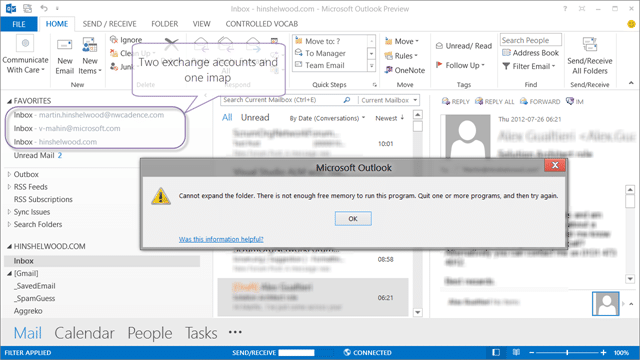 Inbox - hinshelwood.com - Microsoft Outlook Preview
FILE HOME SEND / RECEIVE FOLDER VIEW CONTROLLED VOCAB
Communicate With Care
New Email
New Items
Ignore
Clean Up
Junk
Delete
Respond
Two exchange accounts and one imap
Move to: ?
To Manager
Team Email
Quick Steps
Move
Rules
OneNote
Move
Unread/ Read
Follow Up
Tags
Search People
Address Book
Filter Email
Find
Send/Receive All Folders
Send/Receive
FAVORITES
Inbox - martin.hinshelwood@nwcadence.com
Inbox - v-mahin@microsoft.com
Inbox - hinshelwood.com
Unread Mail 2
Outbox
RSS Feeds
RSS Subscriptions
Sync Issues
Search Folders
HINSHELWOOD.COM
Inbox
[Gmail]
_SavedEmail
_SpamGuess
Aggreko
Search Current Mailbox (Ctrl+E)
Current Mailbox
All Unread By Date (Conversations) Newest
10:01
08:58
06:21
REPLY REPLY ALL FORWARD IM
Thu 2012-07-26 06:21
Microsoft Outlook
Cannot expand the folder. There is not enough free memory to run this program. Quit one or more programs, and then try again.
OK
Was this information helpful?
Mail Calendar People Tasks
FILTER APPLIED SEND/RECEIVE CONNECTED 100%